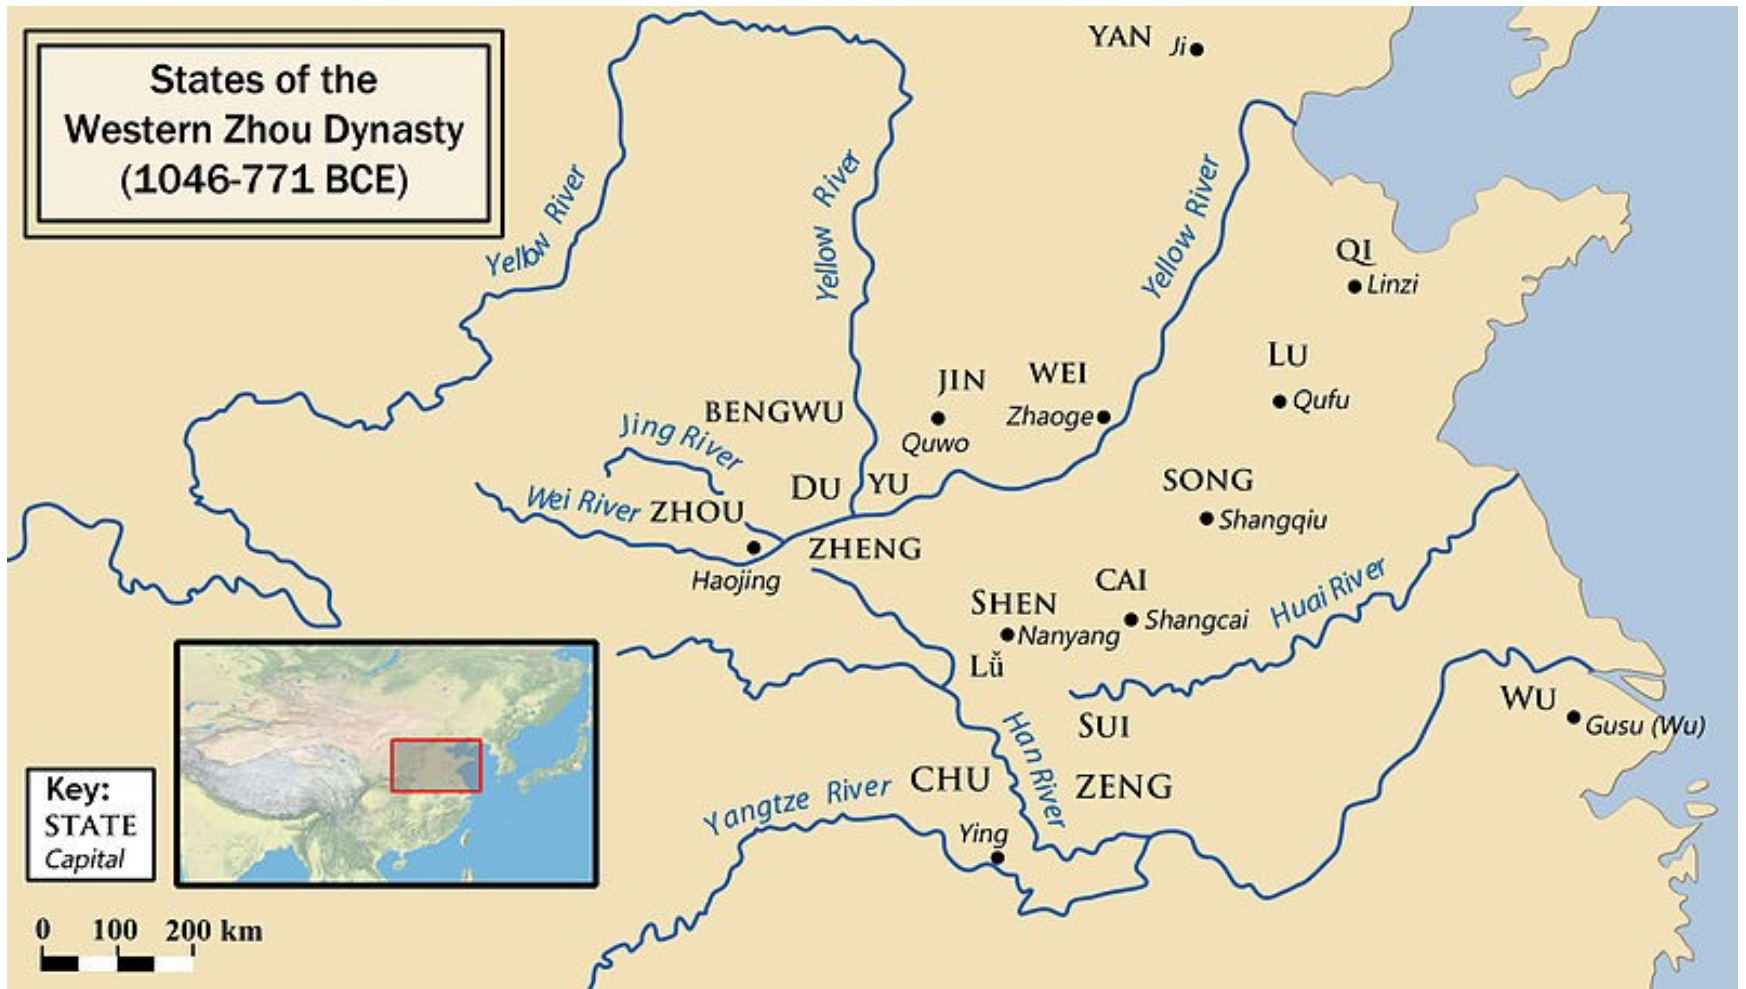 States of the
Western Zhou Dynasty
(1046-771 BCE)
YAN
Ji
Yellow River
Yellow River
Yellow River
QI
Linzi
LU
Qufu
JIN
Quwo
WEI
Zhaoge
BENGWU
Jing River
DU
YU
Wei River
ZHOU
Haojing
ZHENG
SONG
Shangqiu
CAI
Shangcai
SHEN
Nanyang
Lǚ
Huai River
SUI
Han River
WU
Gusu (Wu)
CHU
ZENG
Yangtze River
Ying
Key:
STATE
Capital
0 100 200 km